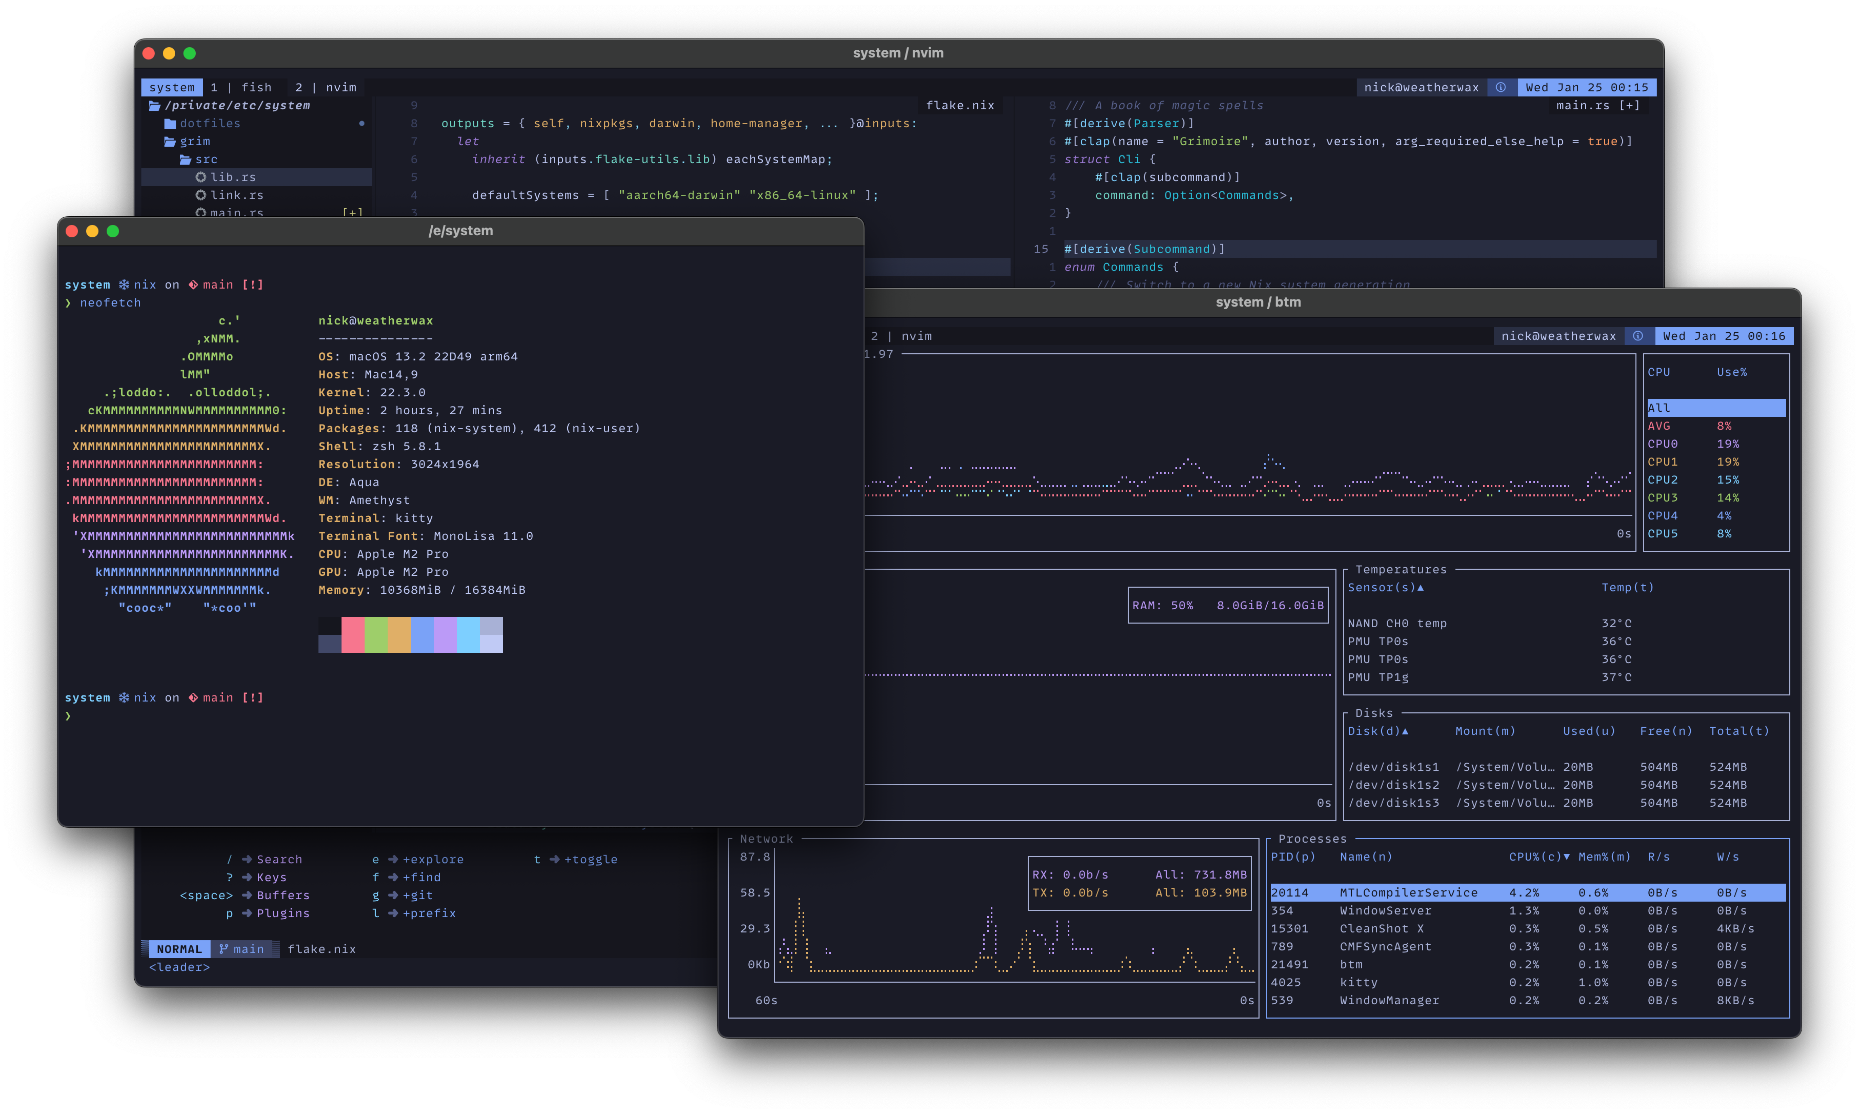 system / nvim
system 1 | fish 2 | nvim
nick@weatherwax ⓘ Wed Jan 25 00:15
/private/etc/system
dotfiles
grim
src
lib.rs
link.rs
main.rs [+]
flake.nix
9
8 outputs = { self, nixpkgs, darwin, home-manager, ... }@inputs:
7 let
6 inherit (inputs.flake-utils.lib) eachSystemMap;
5
4 defaultSystems = [ "aarch64-darwin" "x86_64-linux" ];
3
main.rs [+]
8 /// A book of magic spells
7 #[derive(Parser)]
6 #[clap(name = "Grimoire", author, version, arg_required_else_help = true)]
5 struct Cli {
4 #[clap(subcommand)]
3 command: Option<Commands>,
2 }
1
15 #[derive(Subcommand)]
1 enum Commands {
2 /// Switch to a new Nix system generation
/e/system
system ❄ nix on main [!]
❯ neofetch
c.'
,xNMM.
.OMMMMo
lMM"
.;loddo:. .olloddol;.
cKMMMMMMMMMMNWMMMMMMMMMM0:
.KMMMMMMMMMMMMMMMMMMMMMMMWd.
XMMMMMMMMMMMMMMMMMMMMMMMX.
;MMMMMMMMMMMMMMMMMMMMMMMM:
:MMMMMMMMMMMMMMMMMMMMMMMM:
.MMMMMMMMMMMMMMMMMMMMMMMMX.
kMMMMMMMMMMMMMMMMMMMMMMMMWd.
'XMMMMMMMMMMMMMMMMMMMMMMMMMMk
'XMMMMMMMMMMMMMMMMMMMMMMMMK.
kMMMMMMMMMMMMMMMMMMMMMMd
;KMMMMMMMWXXWMMMMMMMk.
"cooc*" "*coo'"
nick@weatherwax
---------------
OS: macOS 13.2 22D49 arm64
Host: Mac14,9
Kernel: 22.3.0
Uptime: 2 hours, 27 mins
Packages: 118 (nix-system), 412 (nix-user)
Shell: zsh 5.8.1
Resolution: 3024x1964
DE: Aqua
WM: Amethyst
Terminal: kitty
Terminal Font: MonoLisa 11.0
CPU: Apple M2 Pro
GPU: Apple M2 Pro
Memory: 10368MiB / 16384MiB
system ❄ nix on main [!]
❯
system / btm
2 | nvim
nick@weatherwax ⓘ Wed Jan 25 00:16
1.97
0s
CPU Use%
All
AVG 8%
CPU0 19%
CPU1 19%
CPU2 15%
CPU3 14%
CPU4 4%
CPU5 8%
RAM: 50% 8.0GiB/16.0GiB
0s
Temperatures
Sensor(s)▲ Temp(t)
NAND CH0 temp 32°C
PMU TP0s 36°C
PMU TP0s 36°C
PMU TP1g 37°C
Disks
Disk(d)▲ Mount(m) Used(u) Free(n) Total(t)
/dev/disk1s1 /System/Volu… 20MB 504MB 524MB
/dev/disk1s2 /System/Volu… 20MB 504MB 524MB
/dev/disk1s3 /System/Volu… 20MB 504MB 524MB
Network
87.8
58.5
29.3
0Kb
60s 0s
RX: 0.0b/s All: 731.8MB
TX: 0.0b/s All: 103.9MB
Processes
PID(p) Name(n) CPU%(c)▼ Mem%(m) R/s W/s
20114 MTLCompilerService 4.2% 0.6% 0B/s 0B/s
354 WindowServer 1.3% 0.0% 0B/s 0B/s
15301 CleanShot X 0.3% 0.5% 0B/s 4KB/s
789 CMFSyncAgent 0.3% 0.1% 0B/s 0B/s
21491 btm 0.2% 0.1% 0B/s 0B/s
4025 kitty 0.2% 1.0% 0B/s 0B/s
539 WindowManager 0.2% 0.2% 0B/s 8KB/s
/ ➜ Search e ➜ +explore t ➜ +toggle
? ➜ Keys f ➜ +find
<space> ➜ Buffers g ➜ +git
p ➜ Plugins l ➜ +prefix
NORMAL main flake.nix
<leader>